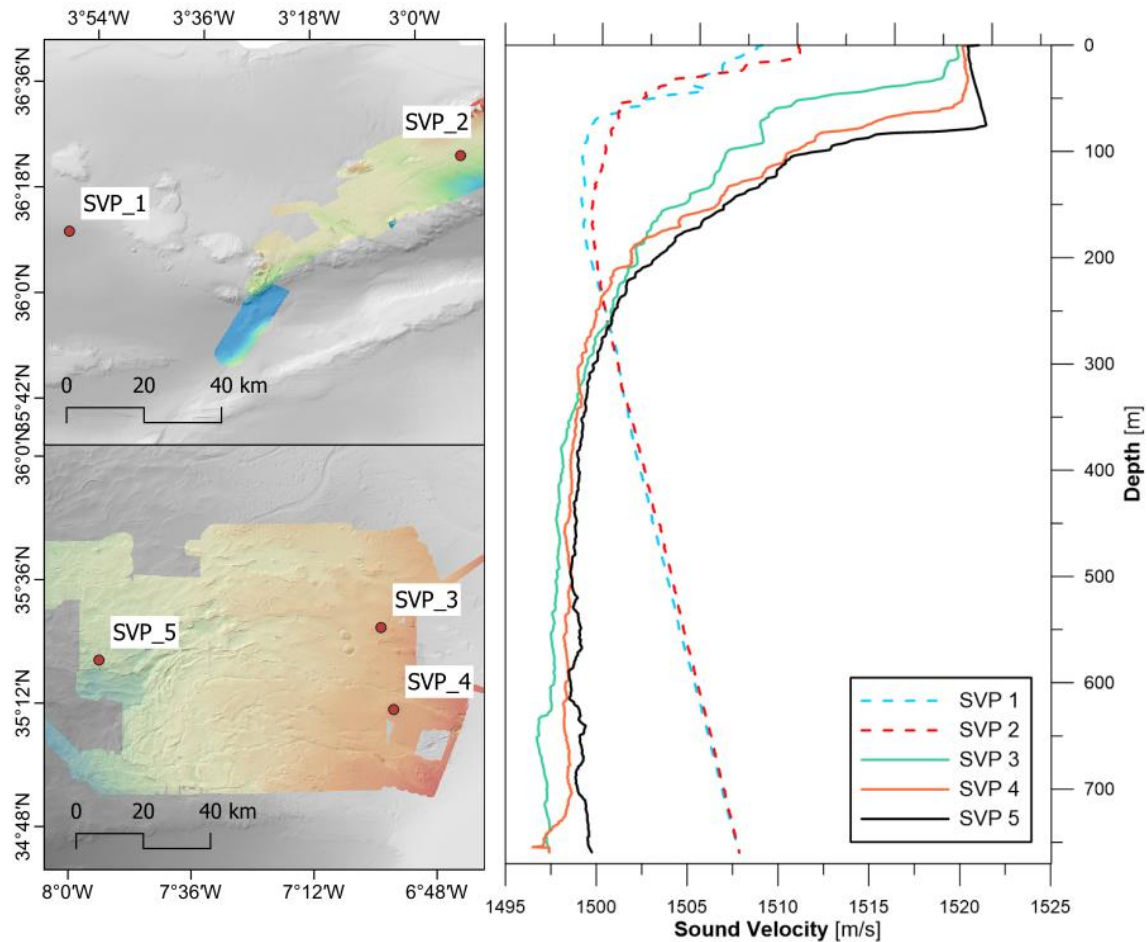 3°54'W 3°36'W 3°18'W 3°0'W
36°36'N
36°18'N
36°0'N
35°42'N
SVP_2
SVP_1
0 20 40 km
36°0'N
35°36'N
35°12'N
34°48'N
SVP_3
SVP_5
SVP_4
0 20 40 km
8°0'W 7°36'W 7°12'W 6°48'W
0
100
200
300
400
500
600
700
Depth [m]
SVP 1
SVP 2
SVP 3
SVP 4
SVP 5
1495 1500 1505 1510 1515 1520 1525
Sound Velocity [m/s]